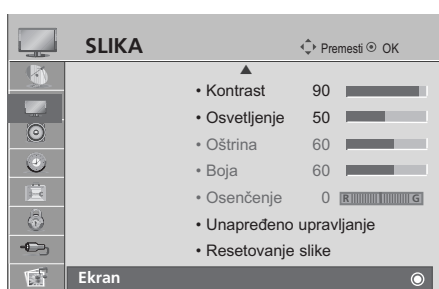 SLIKA Premesti OK
• Kontrast 90
• Osvetljenje 50
• Oštrina 60
• Boja 60
• Osenčenje 0 R G
• Unapređeno upravljanje
• Resetovanje slike
Ekran